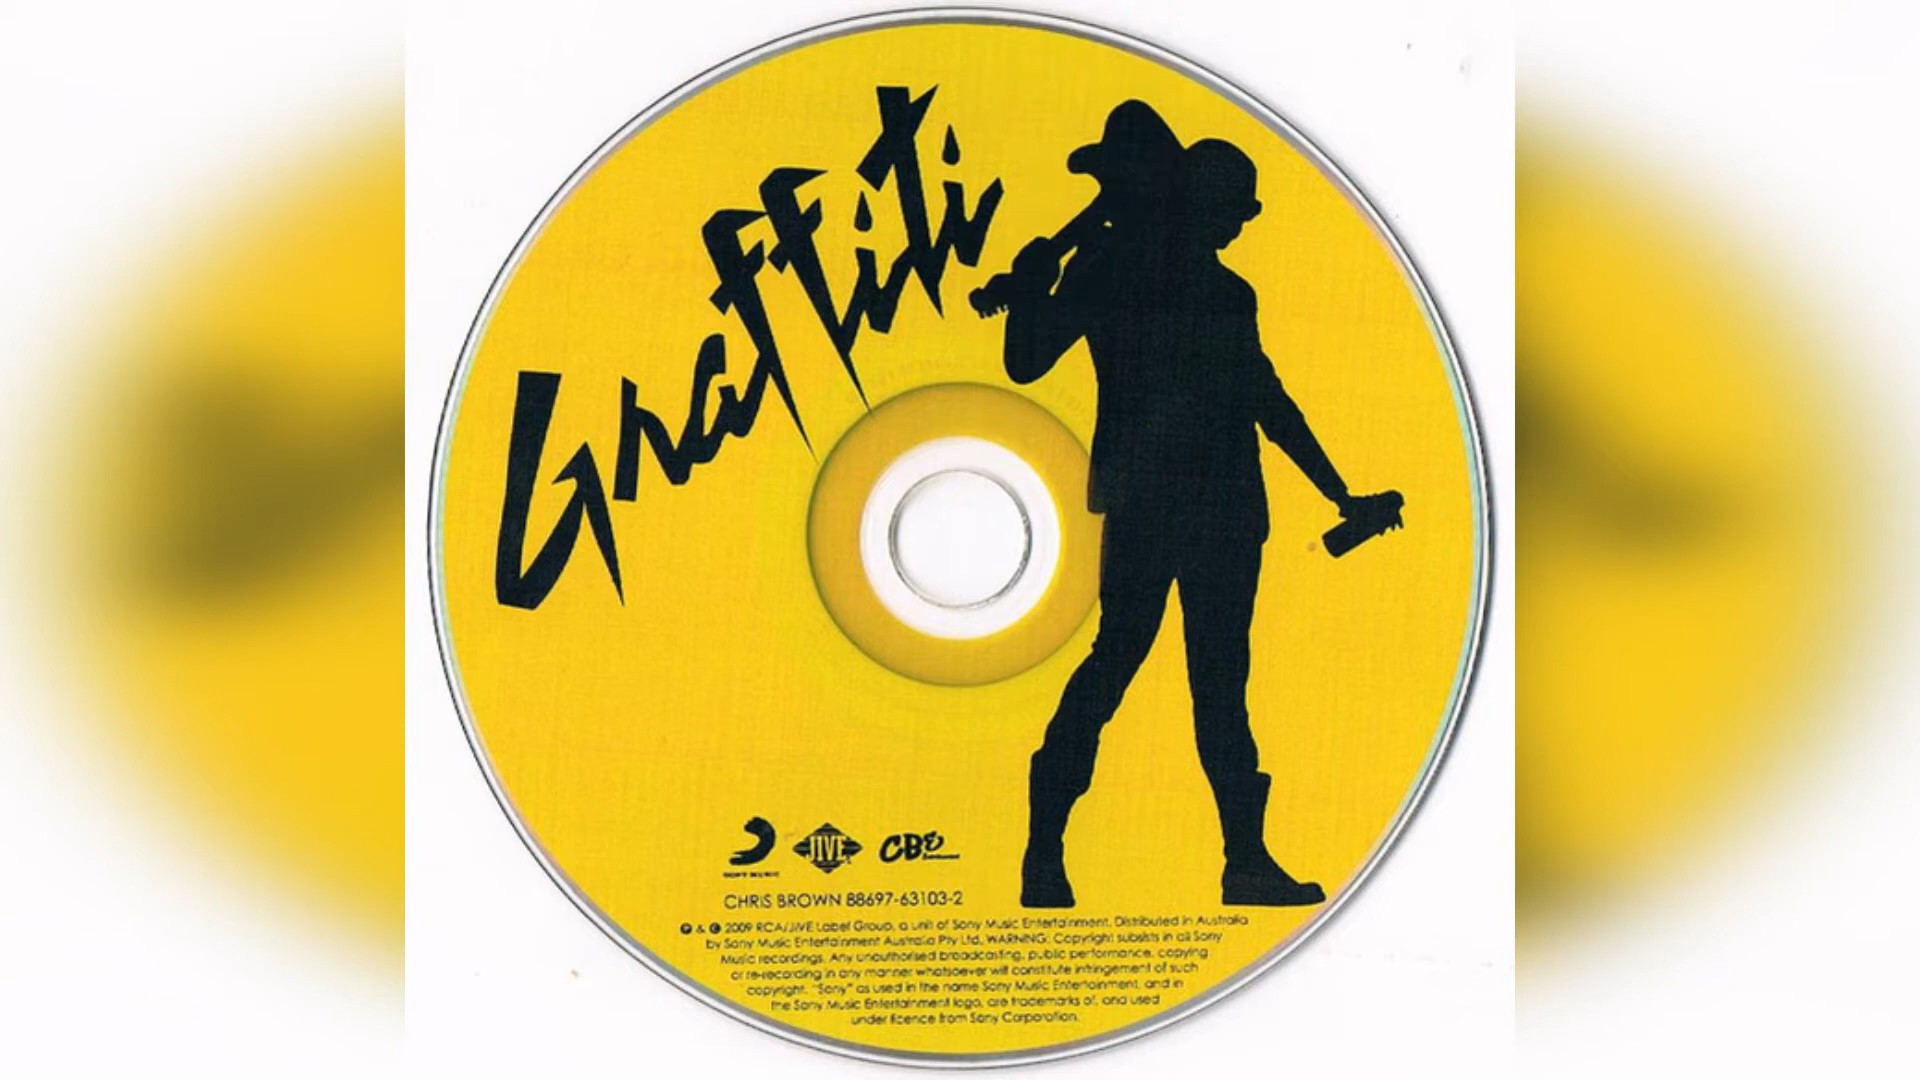 Graffiti
SONY MUSIC
JIVE
CBE
Entertainment
CHRIS BROWN 88697-63103-2
℗ & © 2009 RCA/JIVE Label Group, a unit of Sony Music Entertainment. Distributed in Australia
by Sony Music Entertainment Australia Pty Ltd. WARNING: Copyright subsists in all Sony
Music recordings. Any unauthorised broadcasting, public performance, copying
or re-recording in any manner whatsoever will constitute infringement of such
copyright. "Sony" as used in the name Sony Music Entertainment, and in
the Sony Music Entertainment logo, are trademarks of, and used
under licence from Sony Corporation.